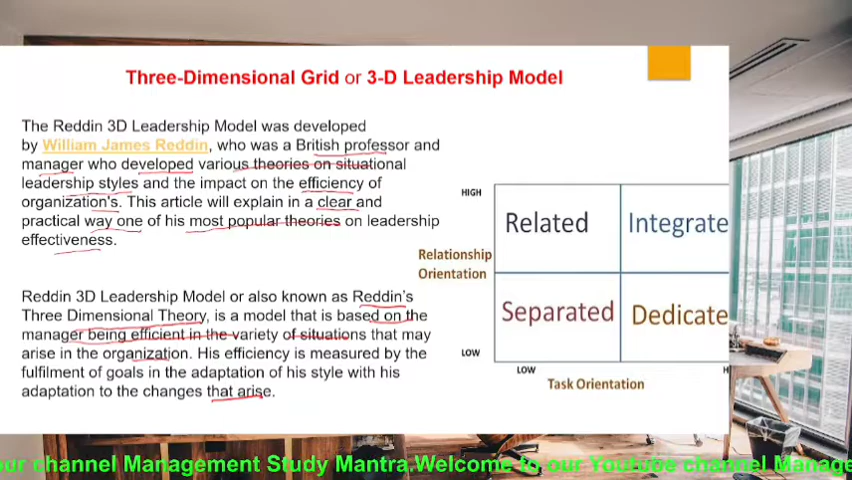 Three-Dimensional Grid or 3-D Leadership Model
The Reddin 3D Leadership Model was developed
by William James Reddin, who was a British professor and
manager who developed various theories on situational
leadership styles and the impact on the efficiency of
organization's. This article will explain in a clear and
practical way one of his most popular theories on leadership
effectiveness.
Reddin 3D Leadership Model or also known as Reddin's
Three Dimensional Theory, is a model that is based on the
manager being efficient in the variety of situations that may
arise in the organization. His efficiency is measured by the
fulfilment of goals in the adaptation of his style with his
adaptation to the changes that arise.
HIGH
Related
Integrate
Relationship
Orientation
Separated
Dedicate
LOW
LOW
H
Task Orientation
our channel Management Study Mantra,Welcome to our Youtube channel Manage